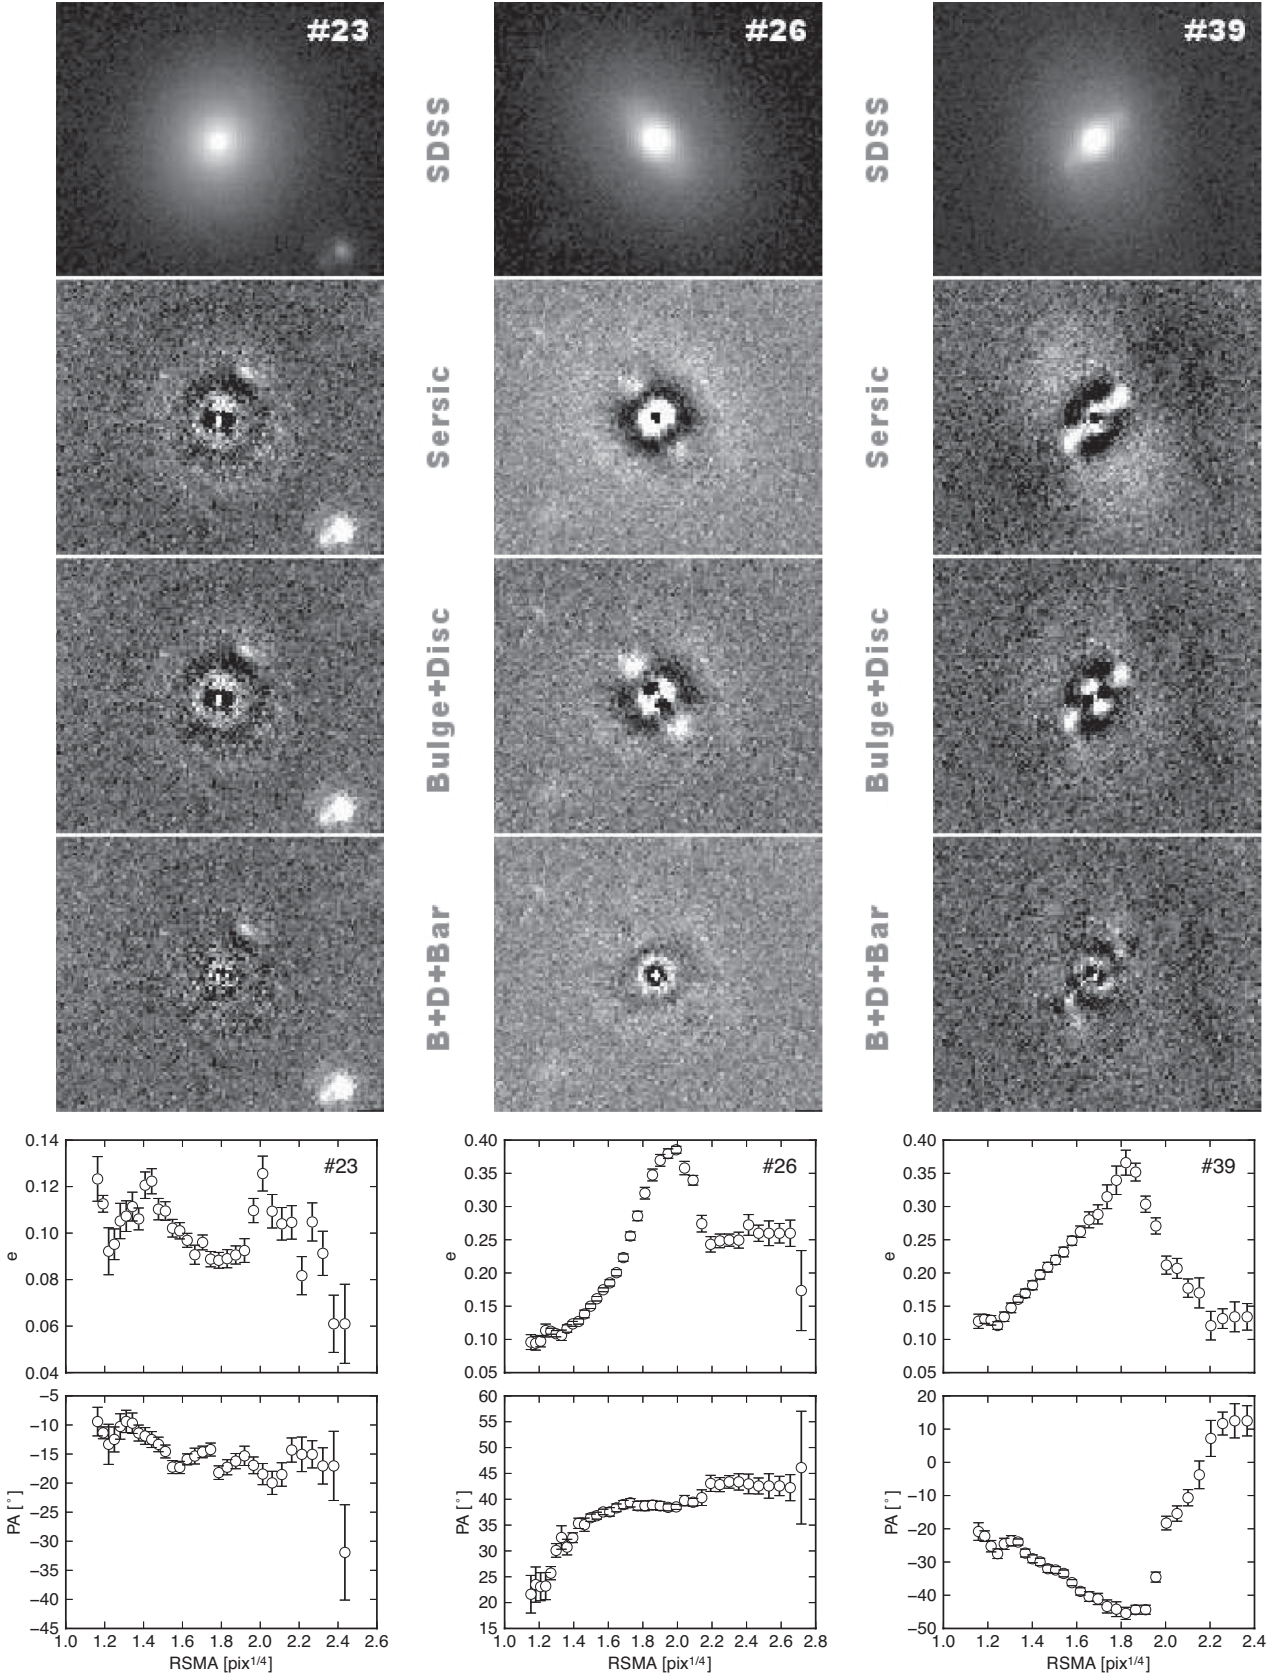 #23
#26
#39
SDSS
SDSS
Sersic
Sersic
Bulge+Disc
Bulge+Disc
B+D+Bar
B+D+Bar
0.14
0.12
0.10
0.08
0.06
0.04
e
#23
0.40
0.35
0.30
0.25
0.20
0.15
0.10
0.05
e
#26
0.40
0.35
0.30
0.25
0.20
0.15
0.10
0.05
e
#39
−5
−10
−15
−20
−25
−30
−35
−40
−45
PA [°]
1.0 1.2 1.4 1.6 1.8 2.0 2.2 2.4 2.6
RSMA [pix1/4]
60
55
50
45
40
35
30
25
20
15
PA [°]
1.0 1.2 1.4 1.6 1.8 2.0 2.2 2.4 2.6 2.8
RSMA [pix1/4]
20
10
0
−10
−20
−30
−40
−50
PA [°]
1.0 1.2 1.4 1.6 1.8 2.0 2.2 2.4
RSMA [pix1/4]